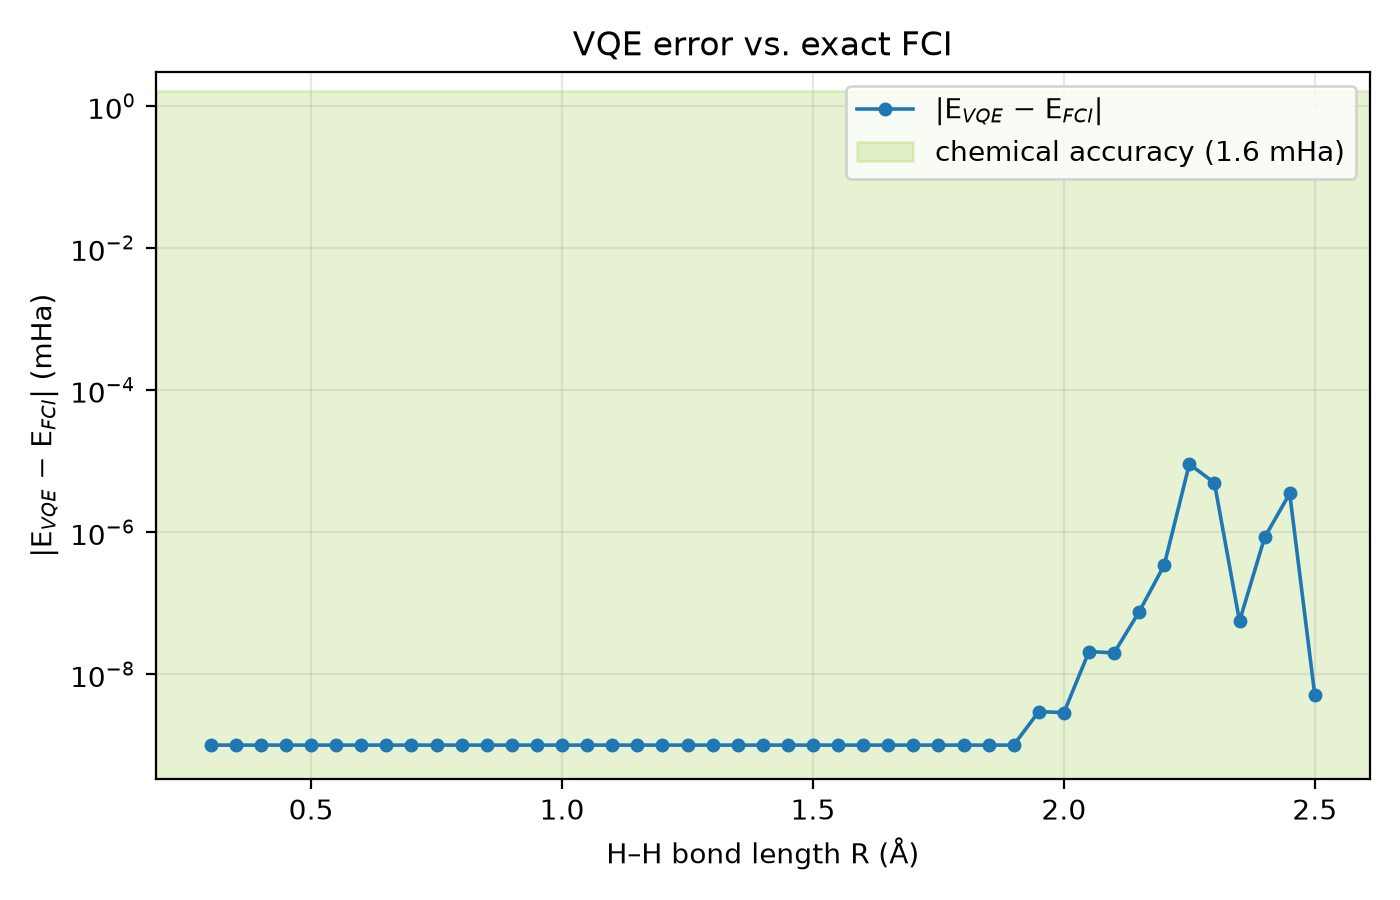 VQE error vs. exact FCI
|E_VQE − E_FCI| (mHa)
10^0
10^−2
10^−4
10^−6
10^−8
|E_VQE − E_FCI|
chemical accuracy (1.6 mHa)
0.5 1.0 1.5 2.0 2.5
H–H bond length R (Å)